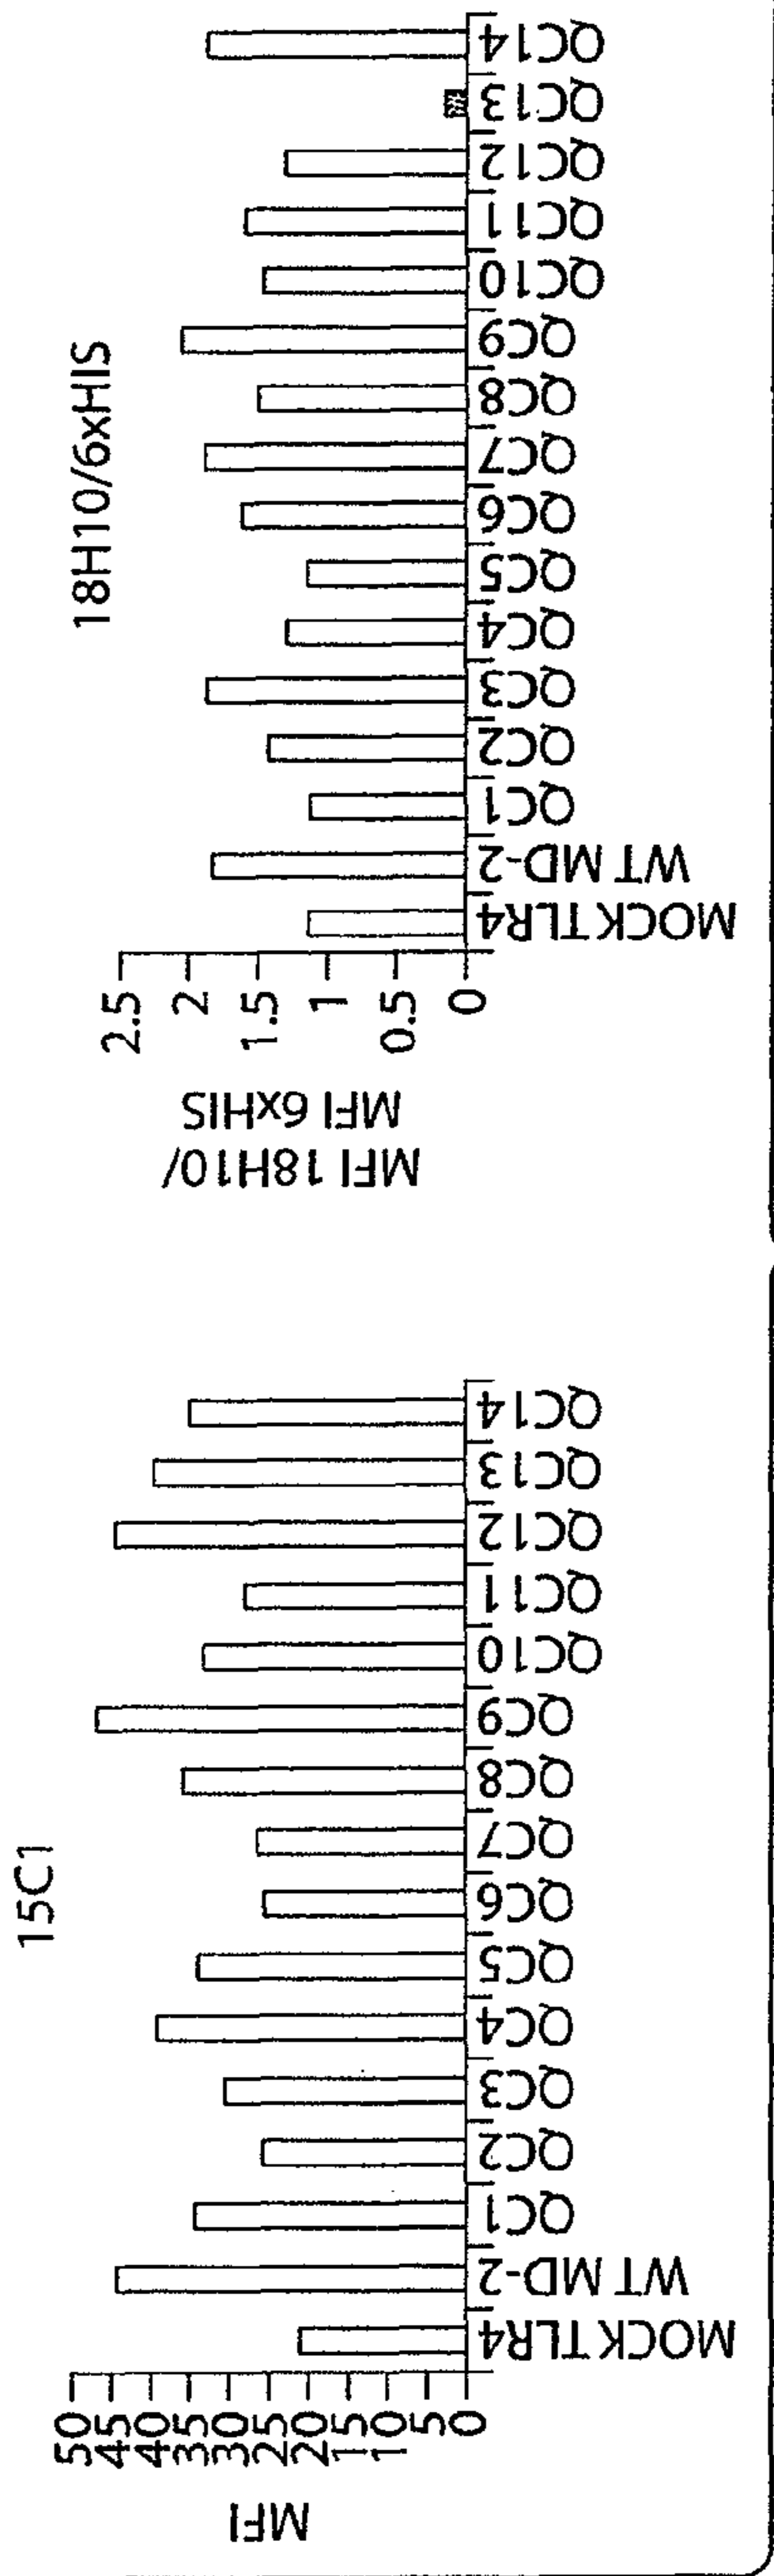 15C1
MFI
50
45
40
35
30
25
20
15
10
5
0
MOCK TLR4
WT MD-2
QC1
QC2
QC3
QC4
QC5
QC6
QC7
QC8
QC9
QC10
QC11
QC12
QC13
QC14
18H10/6xHIS
MFI 18H10/
MFI 6xHIS
2.5
2
1.5
1
0.5
0
MOCK TLR4
WT MD-2
QC1
QC2
QC3
QC4
QC5
QC6
QC7
QC8
QC9
QC10
QC11
QC12
QC13
QC14